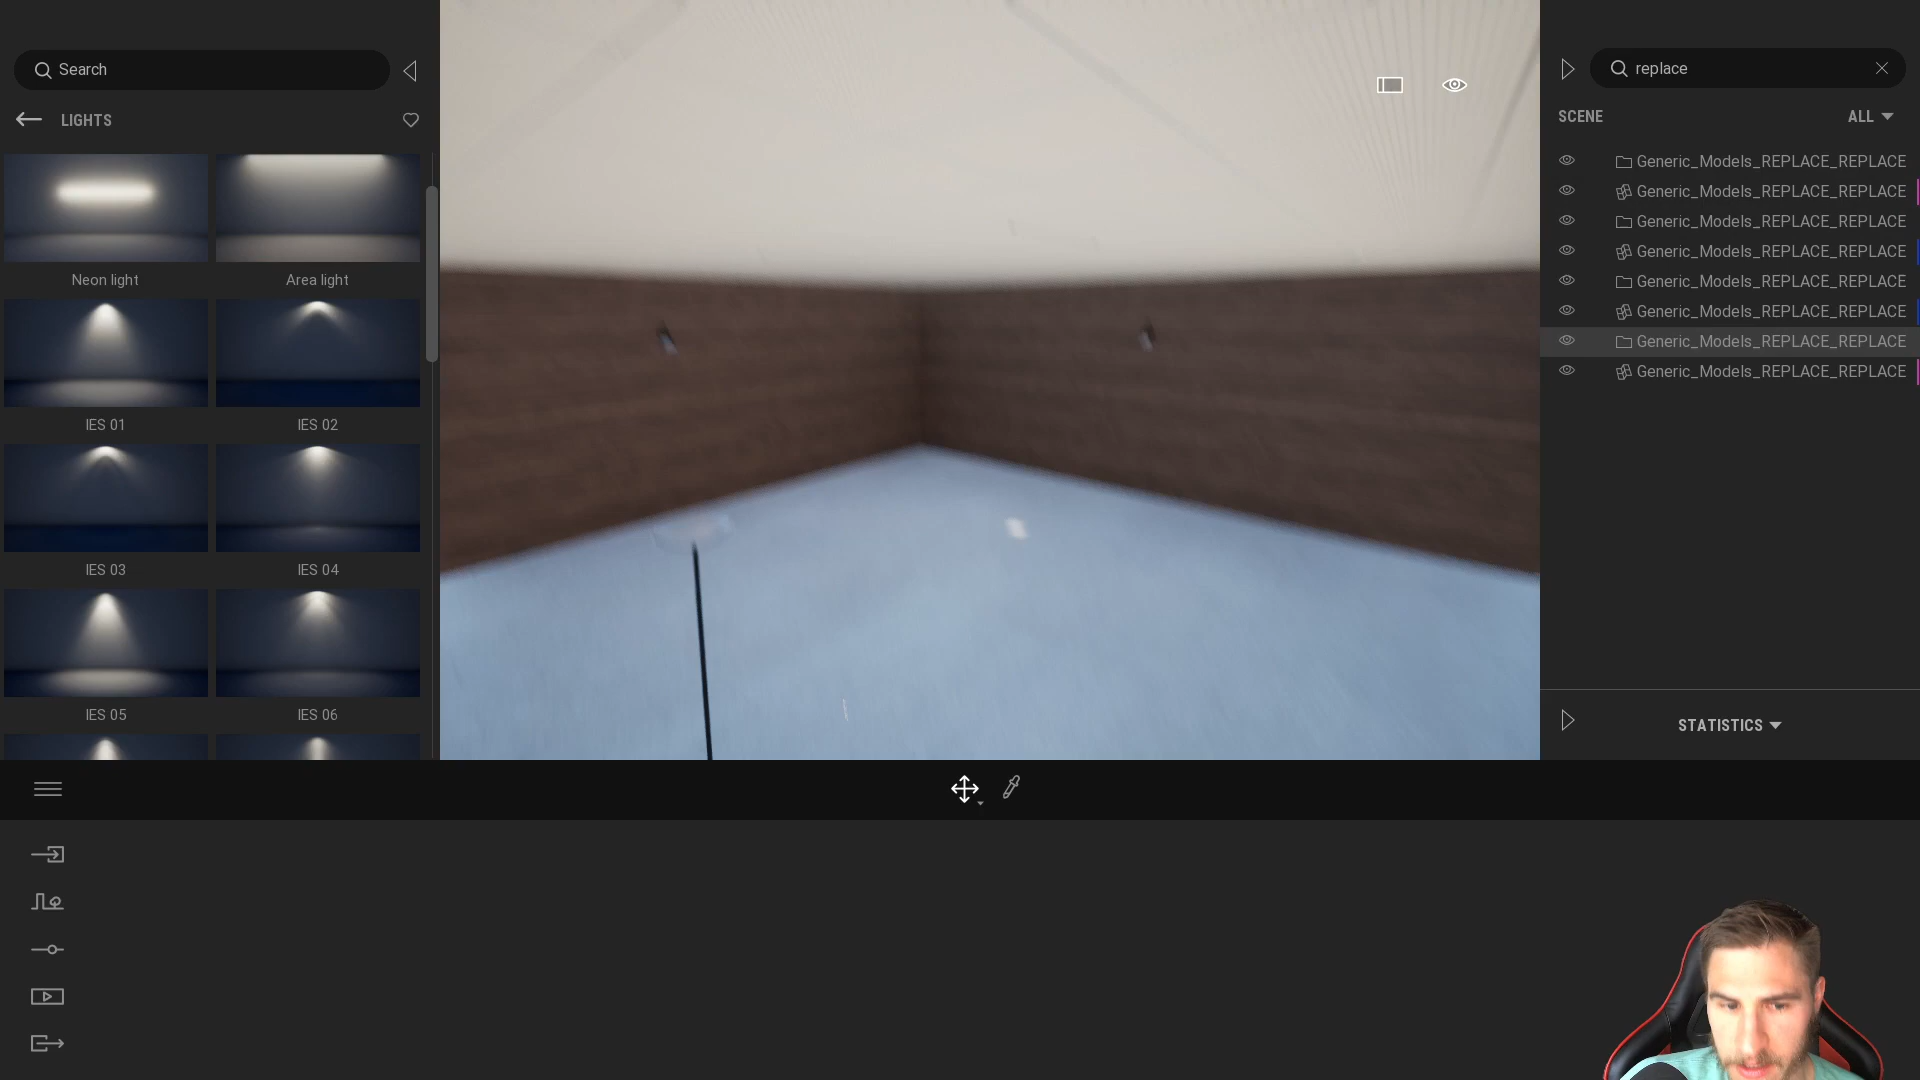 Search
LIGHTS
Neon light
Area light
IES 01
IES 02
IES 03
IES 04
IES 05
IES 06
replace
SCENE
ALL
Generic_Models_REPLACE_REPLACE
Generic_Models_REPLACE_REPLACE
Generic_Models_REPLACE_REPLACE
Generic_Models_REPLACE_REPLACE
Generic_Models_REPLACE_REPLACE
Generic_Models_REPLACE_REPLACE
Generic_Models_REPLACE_REPLACE
Generic_Models_REPLACE_REPLACE
STATISTICS